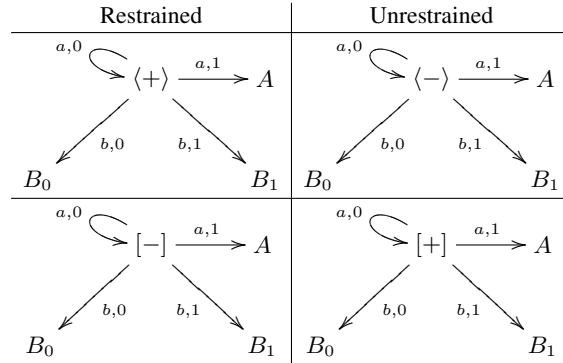 Restrained Unrestrained
a,0 a,0
⟨+⟩ a,1 A ⟨−⟩ a,1 A
b,0 b,1 b,0 b,1
B₀ B₁ B₀ B₁
a,0 a,0
[−] a,1 A [+] a,1 A
b,0 b,1 b,0 b,1
B₀ B₁ B₀ B₁